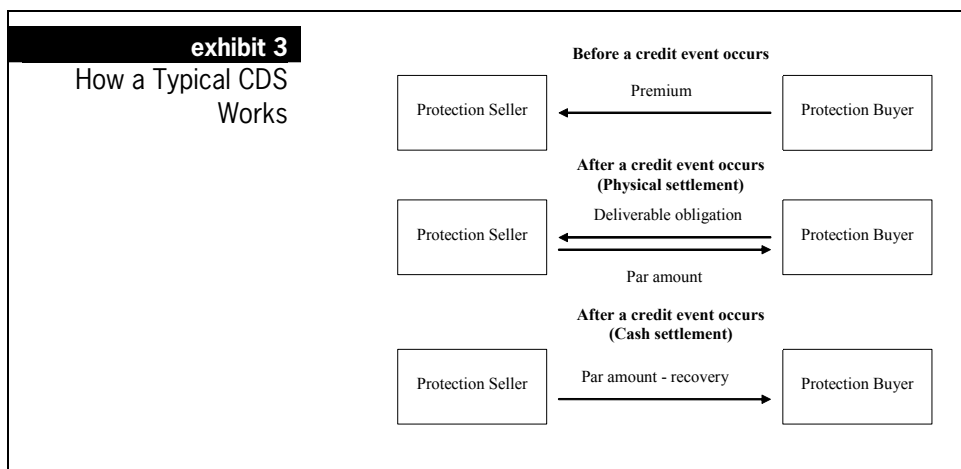 exhibit 3
How a Typical CDS
Works
Before a credit event occurs
Protection Seller
Premium
Protection Buyer
After a credit event occurs
(Physical settlement)
Protection Seller
Deliverable obligation
Par amount
Protection Buyer
After a credit event occurs
(Cash settlement)
Protection Seller
Par amount - recovery
Protection Buyer